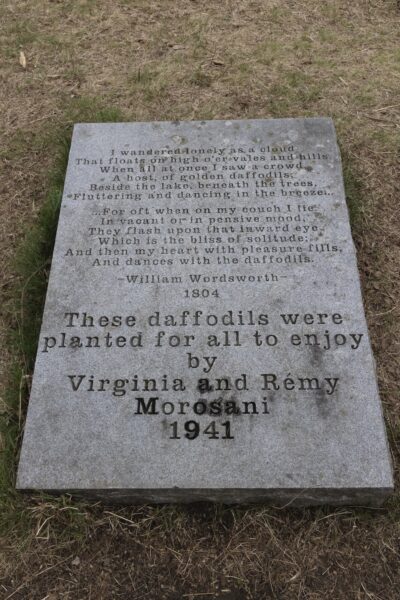 I wandered lonely as a cloud
That floats on high o'er vales and hills
When all at once I saw a crowd,
A host, of golden daffodils;
Beside the lake, beneath the trees,
Fluttering and dancing in the breeze...
...For oft when on my couch I lie
In vacant or in pensive mood,
They flash upon that inward eye
Which is the bliss of solitude;
And then my heart with pleasure fills,
And dances with the daffodils.
-William Wordsworth-
1804
These daffodils were
planted for all to enjoy
by
Virginia and Rémy
Morosani
1941